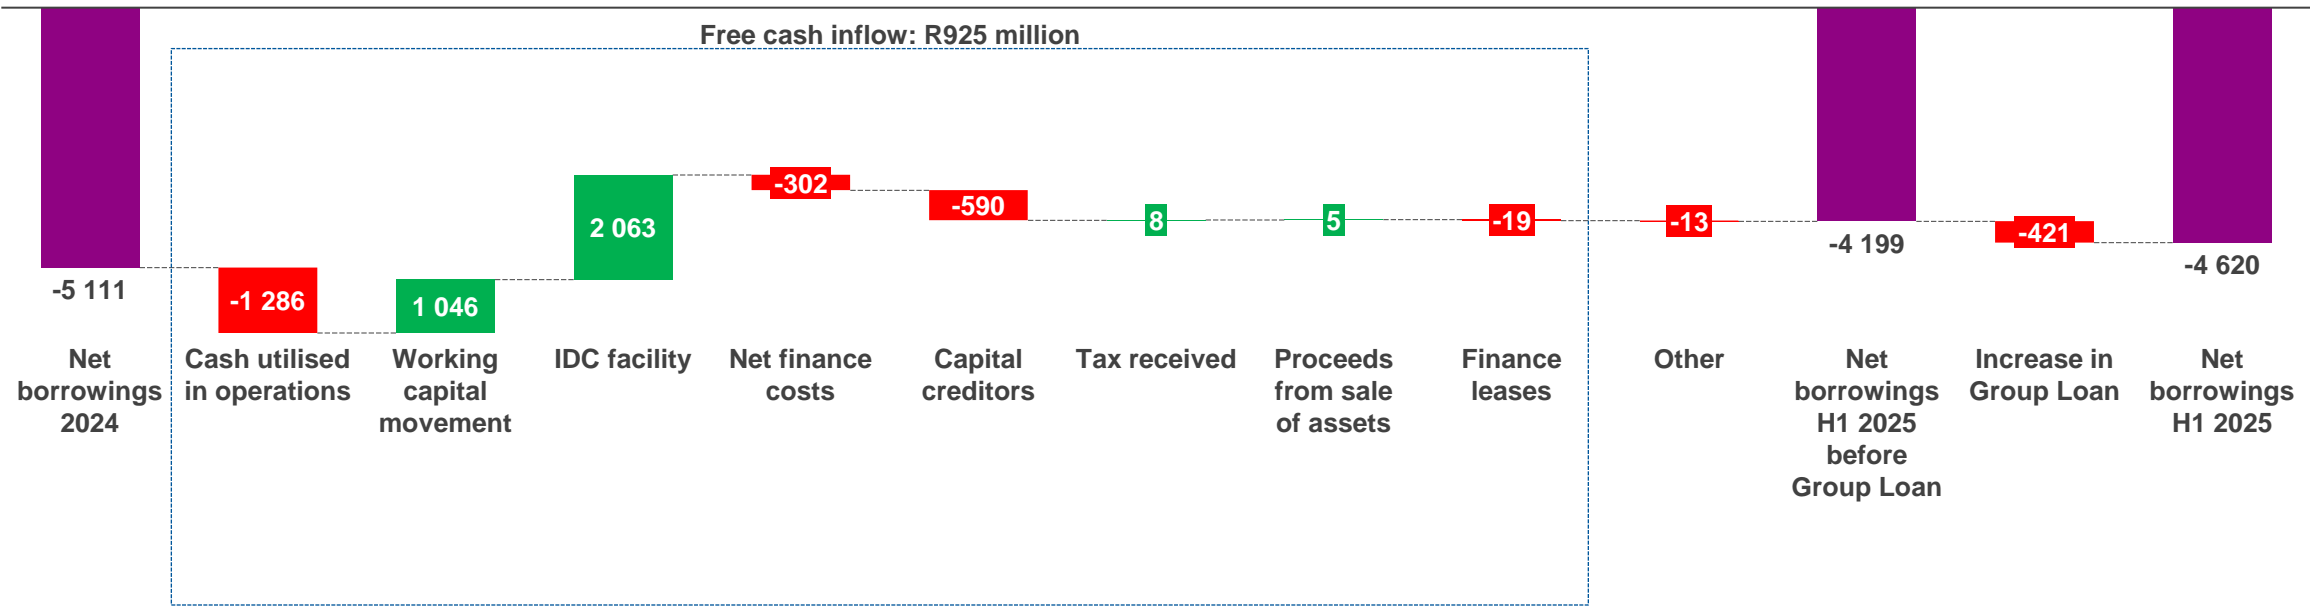 Free cash inflow: R925 million
-5 111
-1 286
1 046
2 063
-302
-590
8
5
-19
-13
-4 199
-421
-4 620
Net
borrowings
2024
Cash utilised
in operations
Working
capital
movement
IDC facility
Net finance
costs
Capital
creditors
Tax received
Proceeds
from sale
of assets
Finance
leases
Other
Net
borrowings
H1 2025
before
Group Loan
Increase in
Group Loan
Net
borrowings
H1 2025